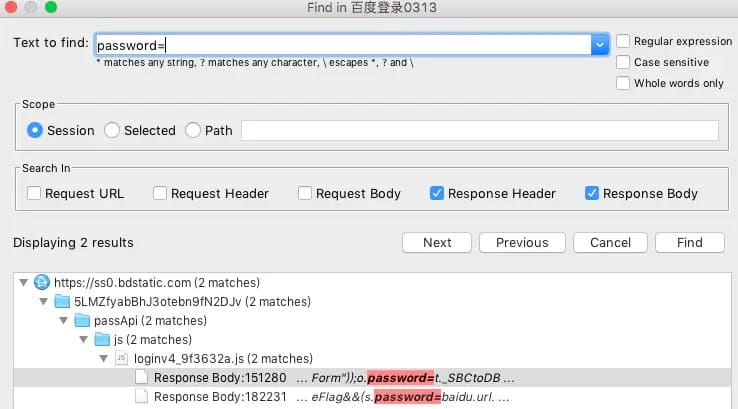 Find in 百度登录0313
Text to find: password=
* matches any string, ? matches any character, \ escapes *, ? and \
Regular expression
Case sensitive
Whole words only
Scope
Session Selected Path
Search In
Request URL Request Header Request Body Response Header Response Body
Displaying 2 results
Next Previous Cancel Find
https://ss0.bdstatic.com (2 matches)
5LMZfyabBhJ3otebn9fN2DJv (2 matches)
passApi (2 matches)
js (2 matches)
JS loginv4_9f3632a.js (2 matches)
Response Body:151280 ... Form"));o.password=t._SBCtoDB ...
Response Body:182231 ... eFlag&&(s.password=baidu.url. ...